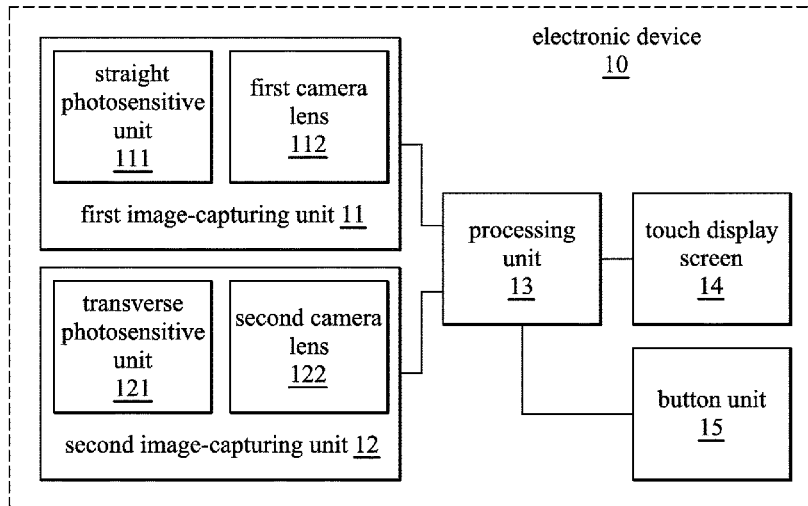 electronic device
10
straight
photosensitive
unit
111
first camera
lens
112
first image-capturing unit 11
transverse
photosensitive
unit
121
second camera
lens
122
second image-capturing unit 12
processing
unit
13
touch display
screen
14
button unit
15